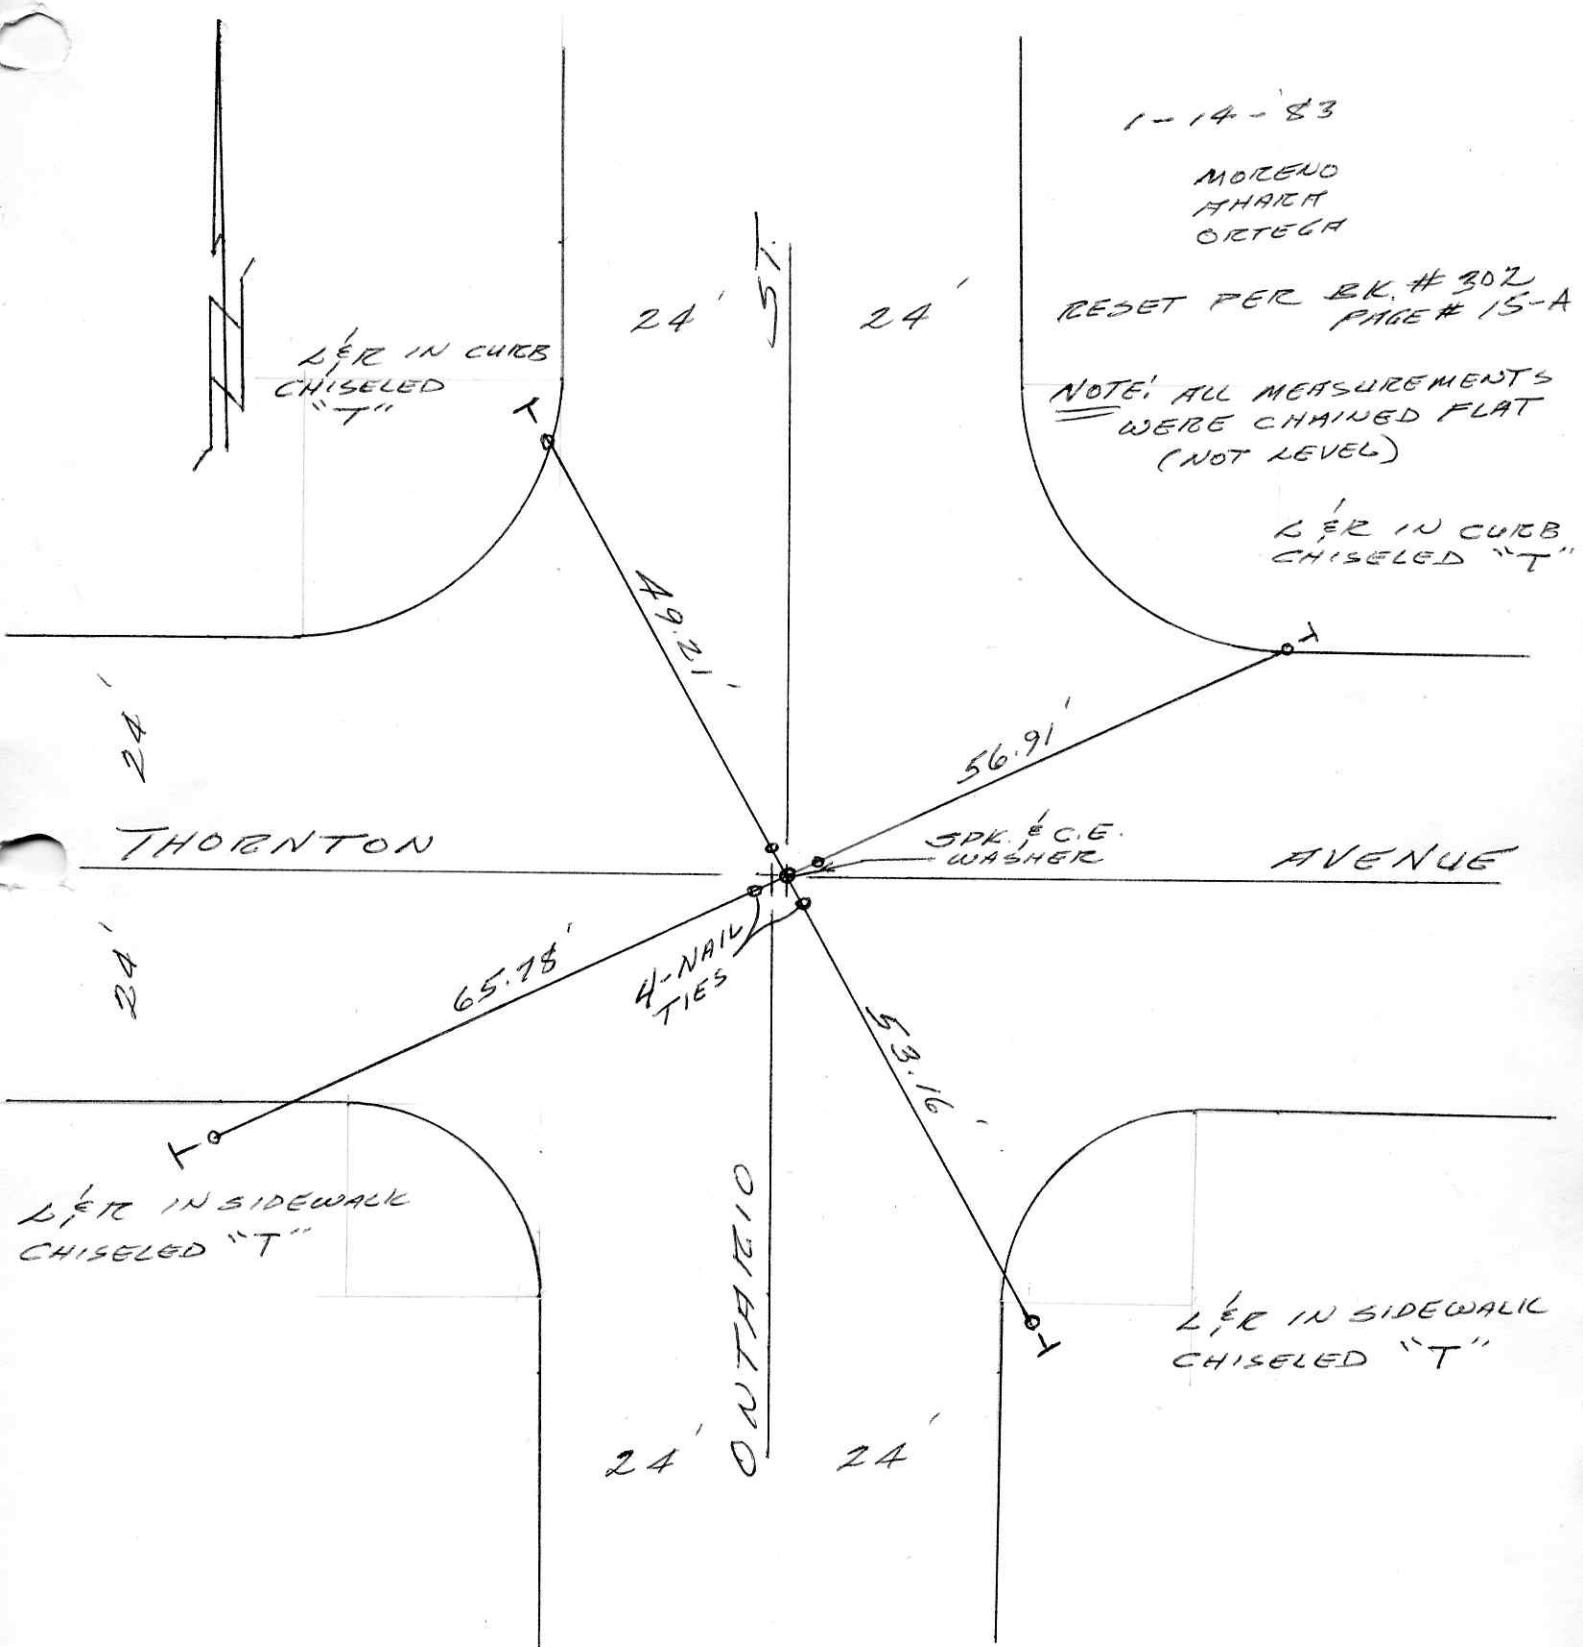 1-14-'83
MORENO
AHARA
ORTEGA
RESET PER BK. # 302
PAGE # 15-A
NOTE: ALL MEASUREMENTS
WERE CHAINED FLAT
(NOT LEVEL)
N
L & R IN CURB
CHISELED
"T"
T
24'
ST.
24'
L & R IN CURB
CHISELED "T"
T
49.21'
56.91'
24'
THORNTON
SPK. & C.E.
WASHER
AVENUE
24'
65.78'
4-NAIL
TIES
53.16'
T
L & R IN SIDEWALK
CHISELED "T"
ONTARIO
L & R IN SIDEWALK
CHISELED "T"
T
24'
24'